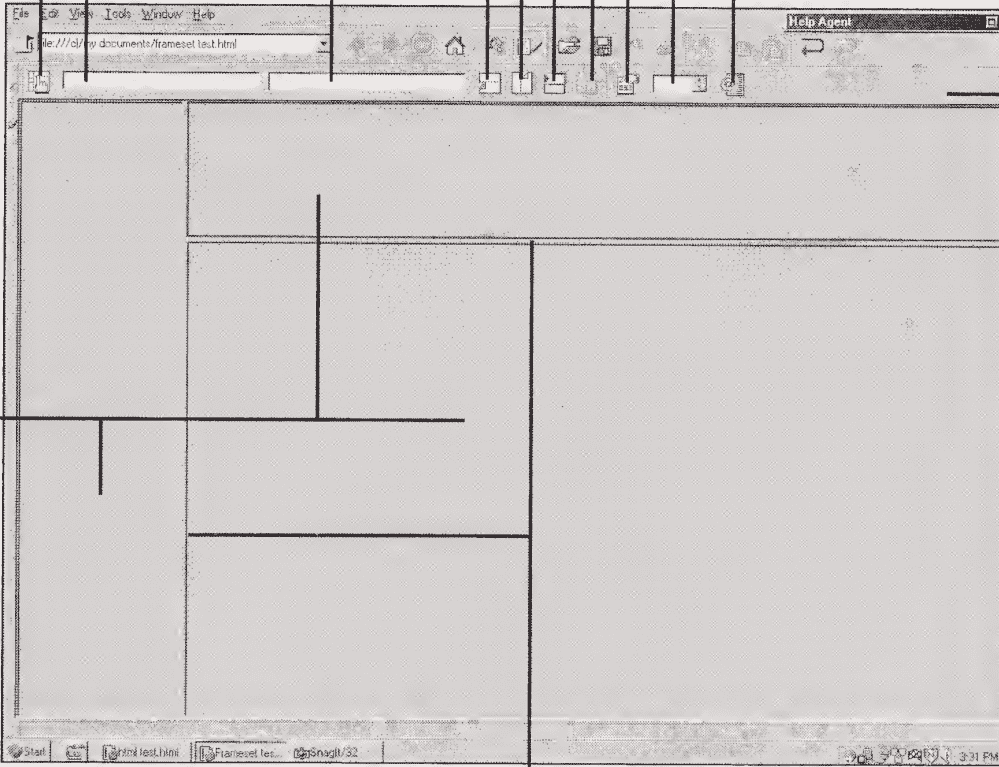 File Edit View Tools Window Help
Help Agent
file:///c|/my documents/frameset test.html
Start
html test.html
Frameset tes...
SnagIt/32
3:31 PM